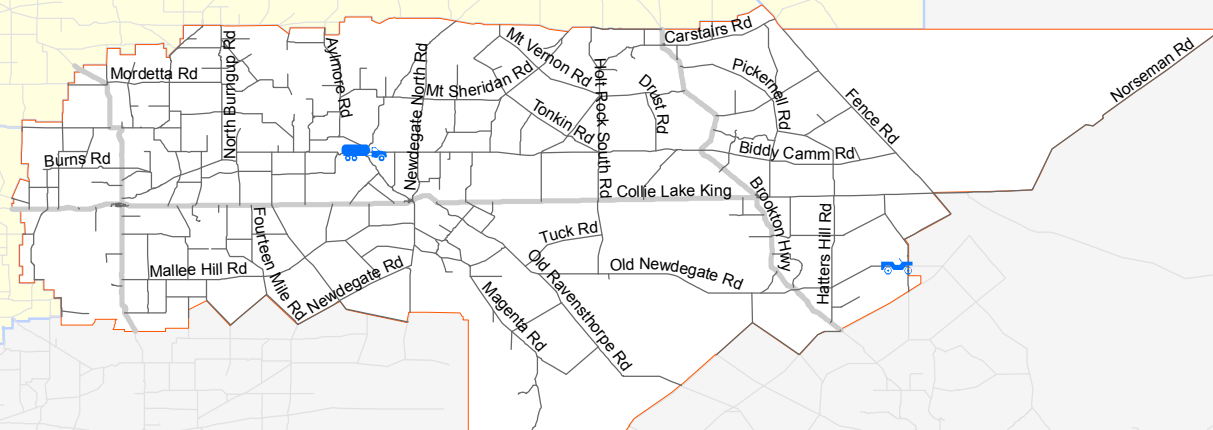 Carstairs Rd
Mt Vernon Rd
North Burngup Rd
Aylmore Rd
Newdegate North Rd
Norseman Rd
Mordetta Rd
Mt Sheridan Rd
Holt Rock South Rd
Drust Rd
Pickernell Rd
Fence Rd
Tonkin Rd
Burns Rd
Biddy Camm Rd
Collie Lake King
Brookton Hwy
Hatters Hill Rd
Fourteen Mile Rd
Tuck Rd
Mallee Hill Rd
Newdegate Rd
Old Ravensthorpe Rd
Old Newdegate Rd
Magenta Rd